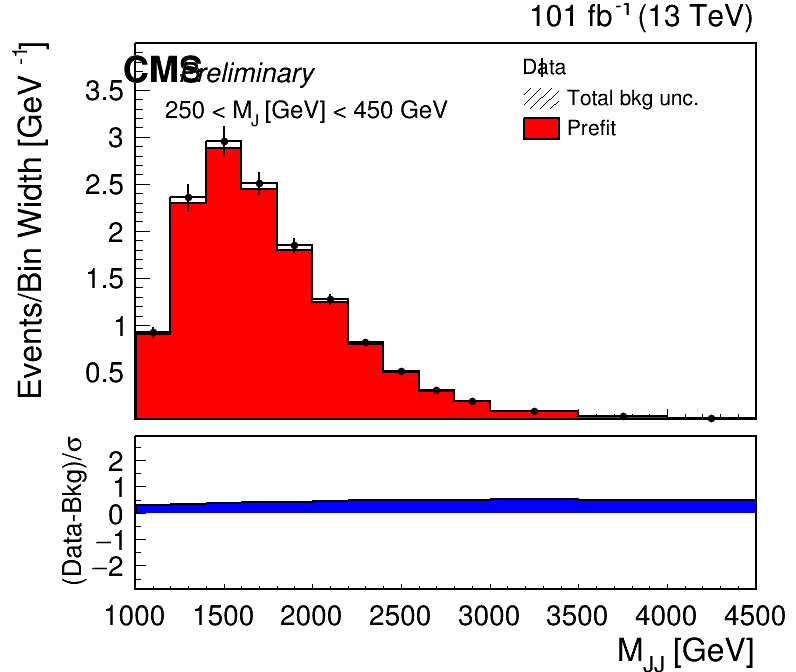 101 fb⁻¹ (13 TeV)
CMS Preliminary
250 < M_J [GeV] < 450 GeV
Data
Total bkg unc.
Prefit
Events/Bin Width [GeV⁻¹]
3.5
3
2.5
2
1.5
1
0.5
(Data-Bkg)/σ
2
1
0
−1
−2
1000 1500 2000 2500 3000 3500 4000 4500
M_JJ [GeV]